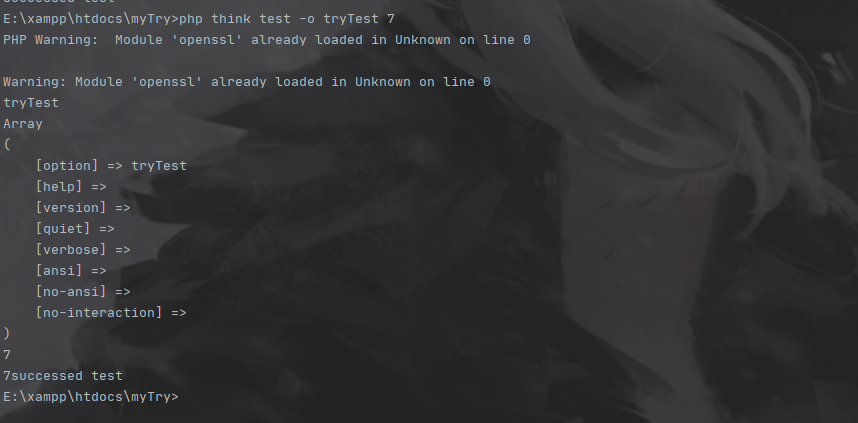 successed test
E:\xampp\htdocs\myTry>php think test -o tryTest 7
PHP Warning:  Module 'openssl' already loaded in Unknown on line 0
Warning: Module 'openssl' already loaded in Unknown on line 0
tryTest
Array
(
    [option] => tryTest
    [help] =>
    [version] =>
    [quiet] =>
    [verbose] =>
    [ansi] =>
    [no-ansi] =>
    [no-interaction] =>
)
7
7successed test
E:\xampp\htdocs\myTry>